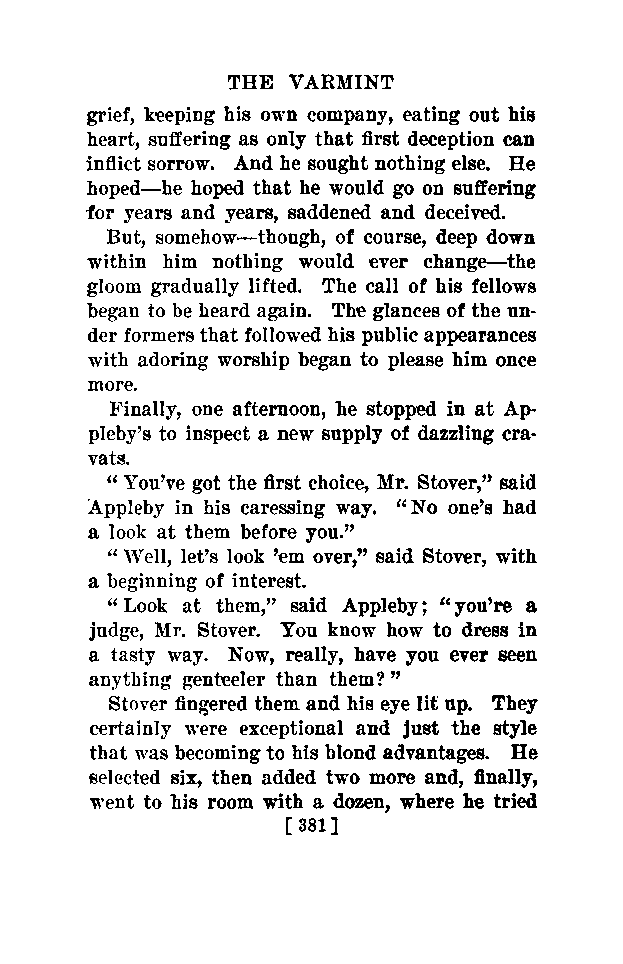 THE VARMINT
grief, keeping his own company, eating out his
heart, suffering as only that first deception can
inflict sorrow. And he sought nothing else. He
hoped—he hoped that he would go on suffering
for years and years, saddened and deceived.
But, somehow—though, of course, deep down
within him nothing would ever change—the
gloom gradually lifted. The call of his fellows
began to be heard again. The glances of the un-
der formers that followed his public appearances
with adoring worship began to please him once
more.
Finally, one afternoon, he stopped in at Ap-
pleby's to inspect a new supply of dazzling cra-
vats.
“ You've got the first choice, Mr. Stover,” said
Appleby in his caressing way. “ No one's had
a look at them before you.”
“ Well, let's look 'em over,” said Stover, with
a beginning of interest.
“ Look at them,” said Appleby; “ you're a
judge, Mr. Stover. You know how to dress in
a tasty way. Now, really, have you ever seen
anything genteeler than them? ”
Stover fingered them and his eye lit up. They
certainly were exceptional and just the style
that was becoming to his blond advantages. He
selected six, then added two more and, finally,
went to his room with a dozen, where he tried
[ 381 ]